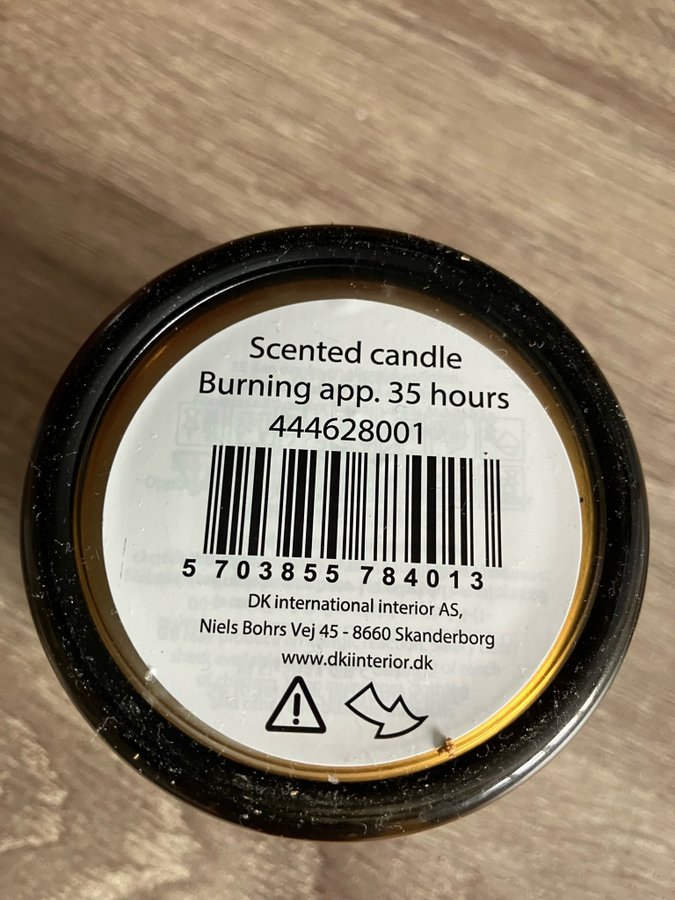 Scented candle
Burning app. 35 hours
444628001
5 703855 784013
DK international interior AS,
Niels Bohrs Vej 45 - 8660 Skanderborg
www.dkiinterior.dk